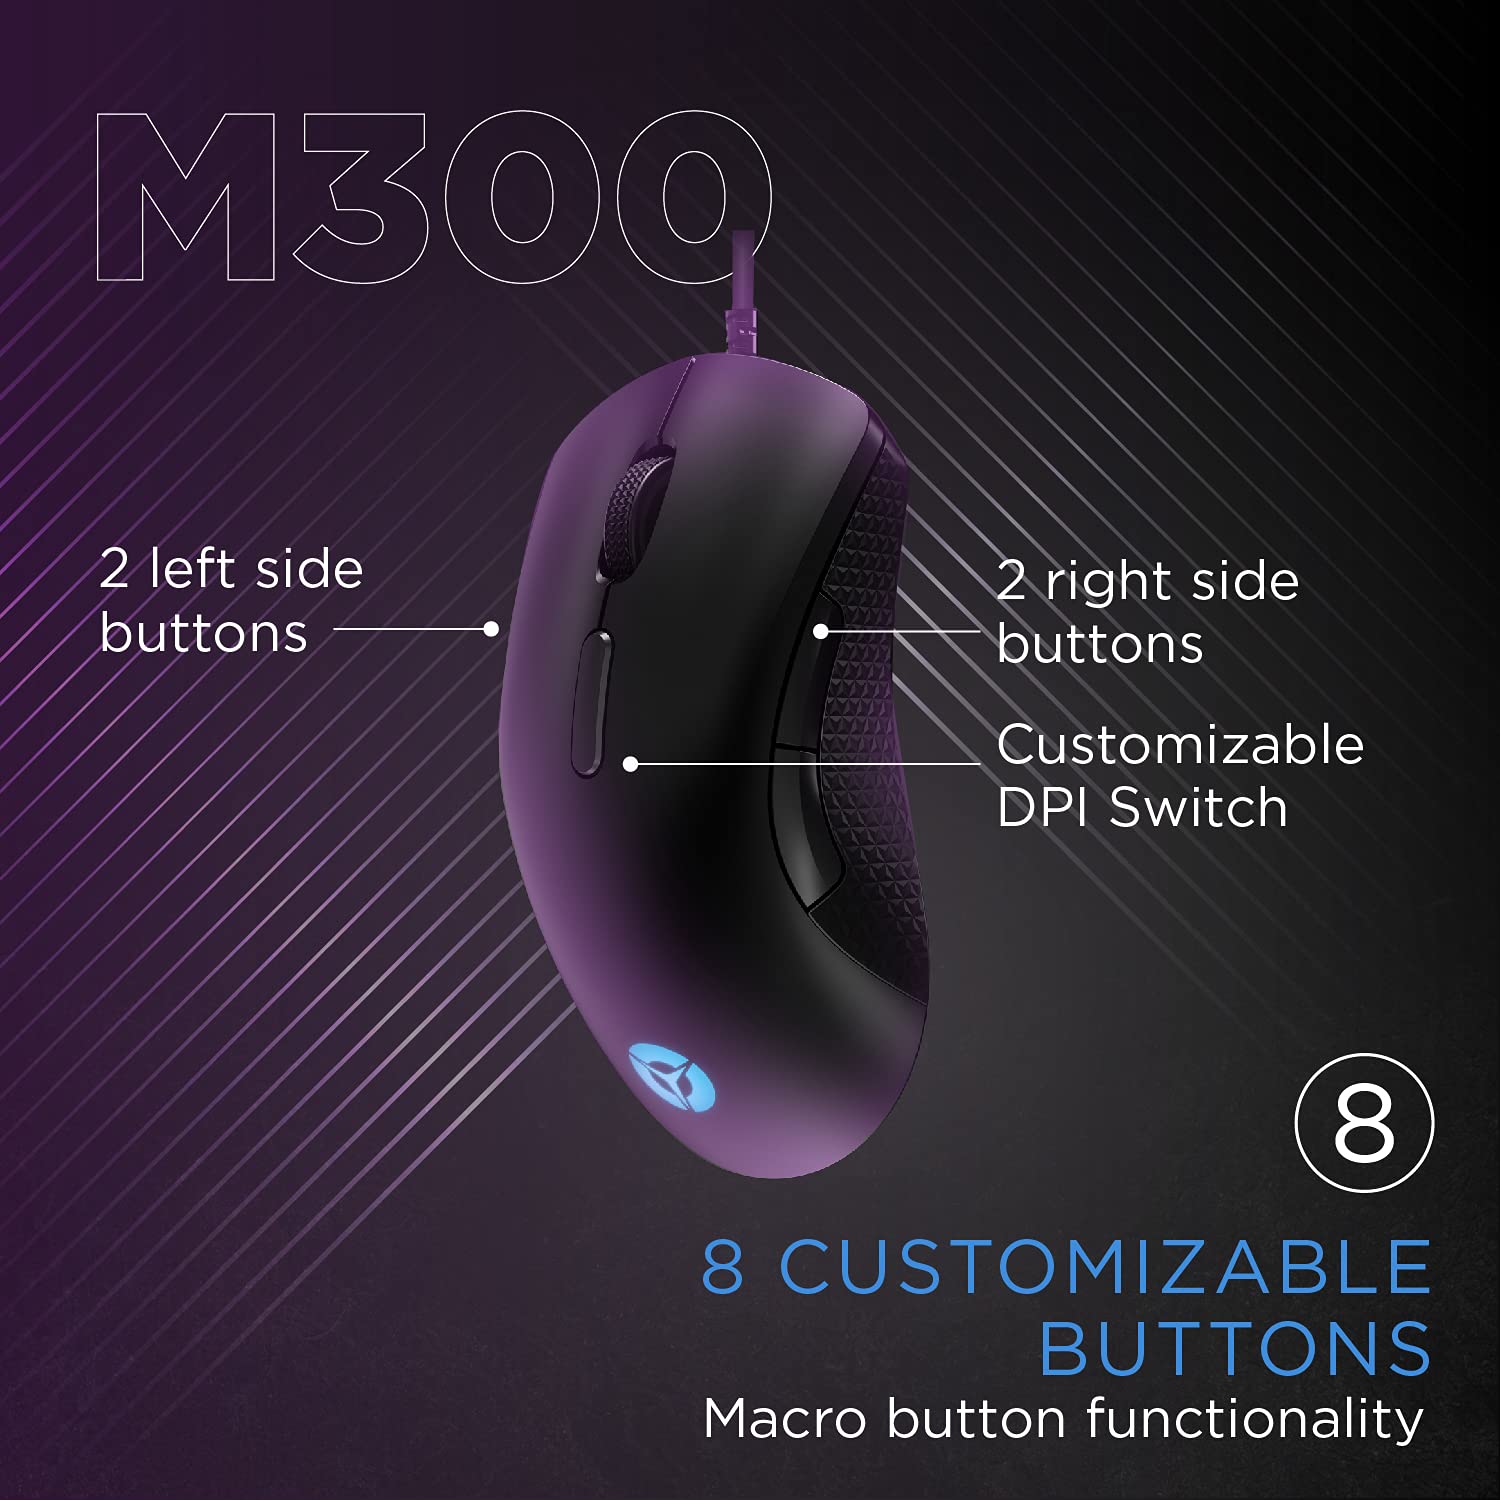 M300
2 left side
buttons
2 right side
buttons
Customizable
DPI Switch
8
8 CUSTOMIZABLE
BUTTONS
Macro button functionality